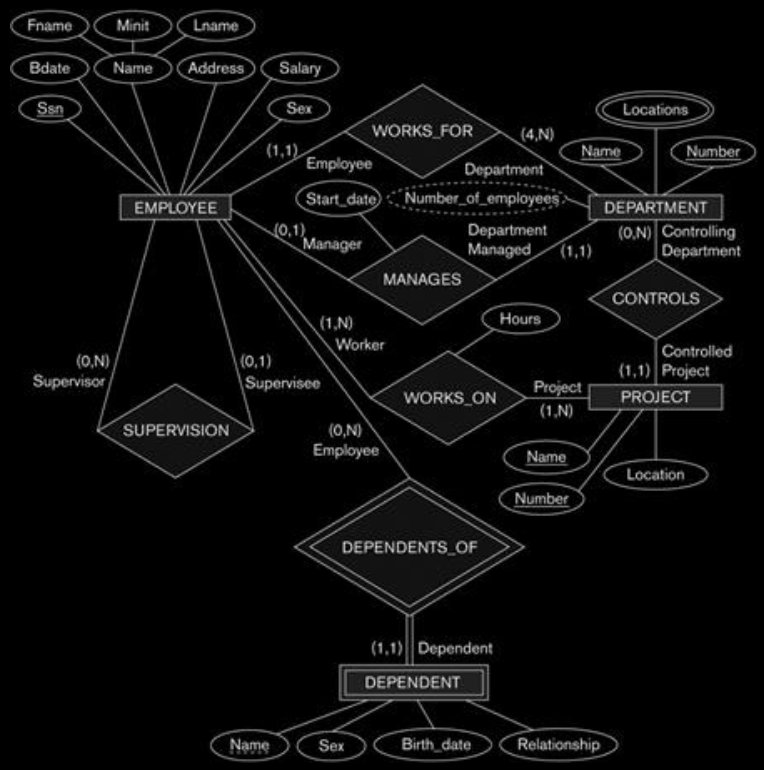 Fname
Minit
Lname
Bdate
Name
Address
Salary
Ssn
Sex
WORKS_FOR
(1,1)
Employee
(4,N)
Department
Locations
Name
Number
EMPLOYEE
Start_date
Number_of_employees
DEPARTMENT
(0,1)
Manager
MANAGES
Department
Managed
(1,1)
(0,N)
Controlling
Department
CONTROLS
(1,N)
Worker
Hours
(0,N)
Supervisor
(0,1)
Supervisee
SUPERVISION
WORKS_ON
Project
(1,N)
(1,1)
Controlled
Project
PROJECT
Name
Number
Location
(0,N)
Employee
DEPENDENTS_OF
(1,1)
Dependent
DEPENDENT
Name
Sex
Birth_date
Relationship